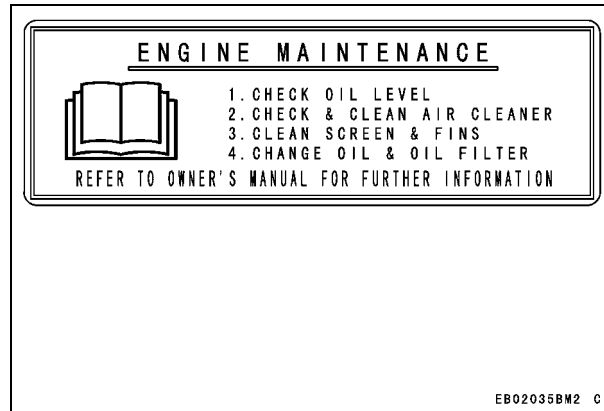 ENGINE MAINTENANCE
1. CHECK OIL LEVEL
2. CHECK & CLEAN AIR CLEANER
3. CLEAN SCREEN & FINS
4. CHANGE OIL & OIL FILTER
REFER TO OWNER'S MANUAL FOR FURTHER INFORMATION
EB02035BM2 C